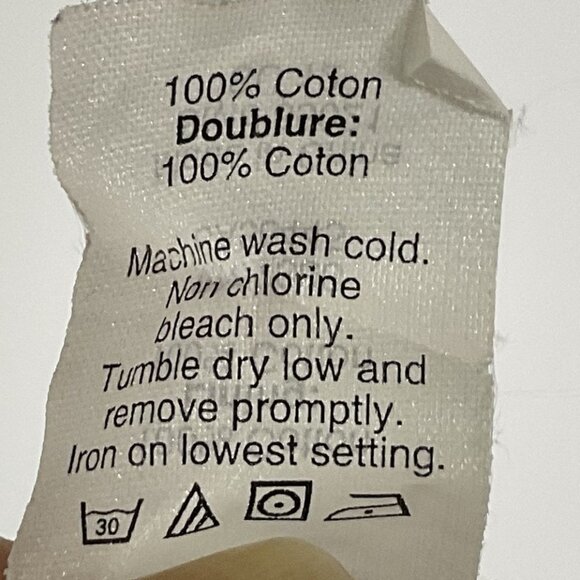 100% Coton
Doublure:
100% Coton
Machine wash cold.
Non chlorine
bleach only.
Tumble dry low and
remove promptly.
Iron on lowest setting.
30